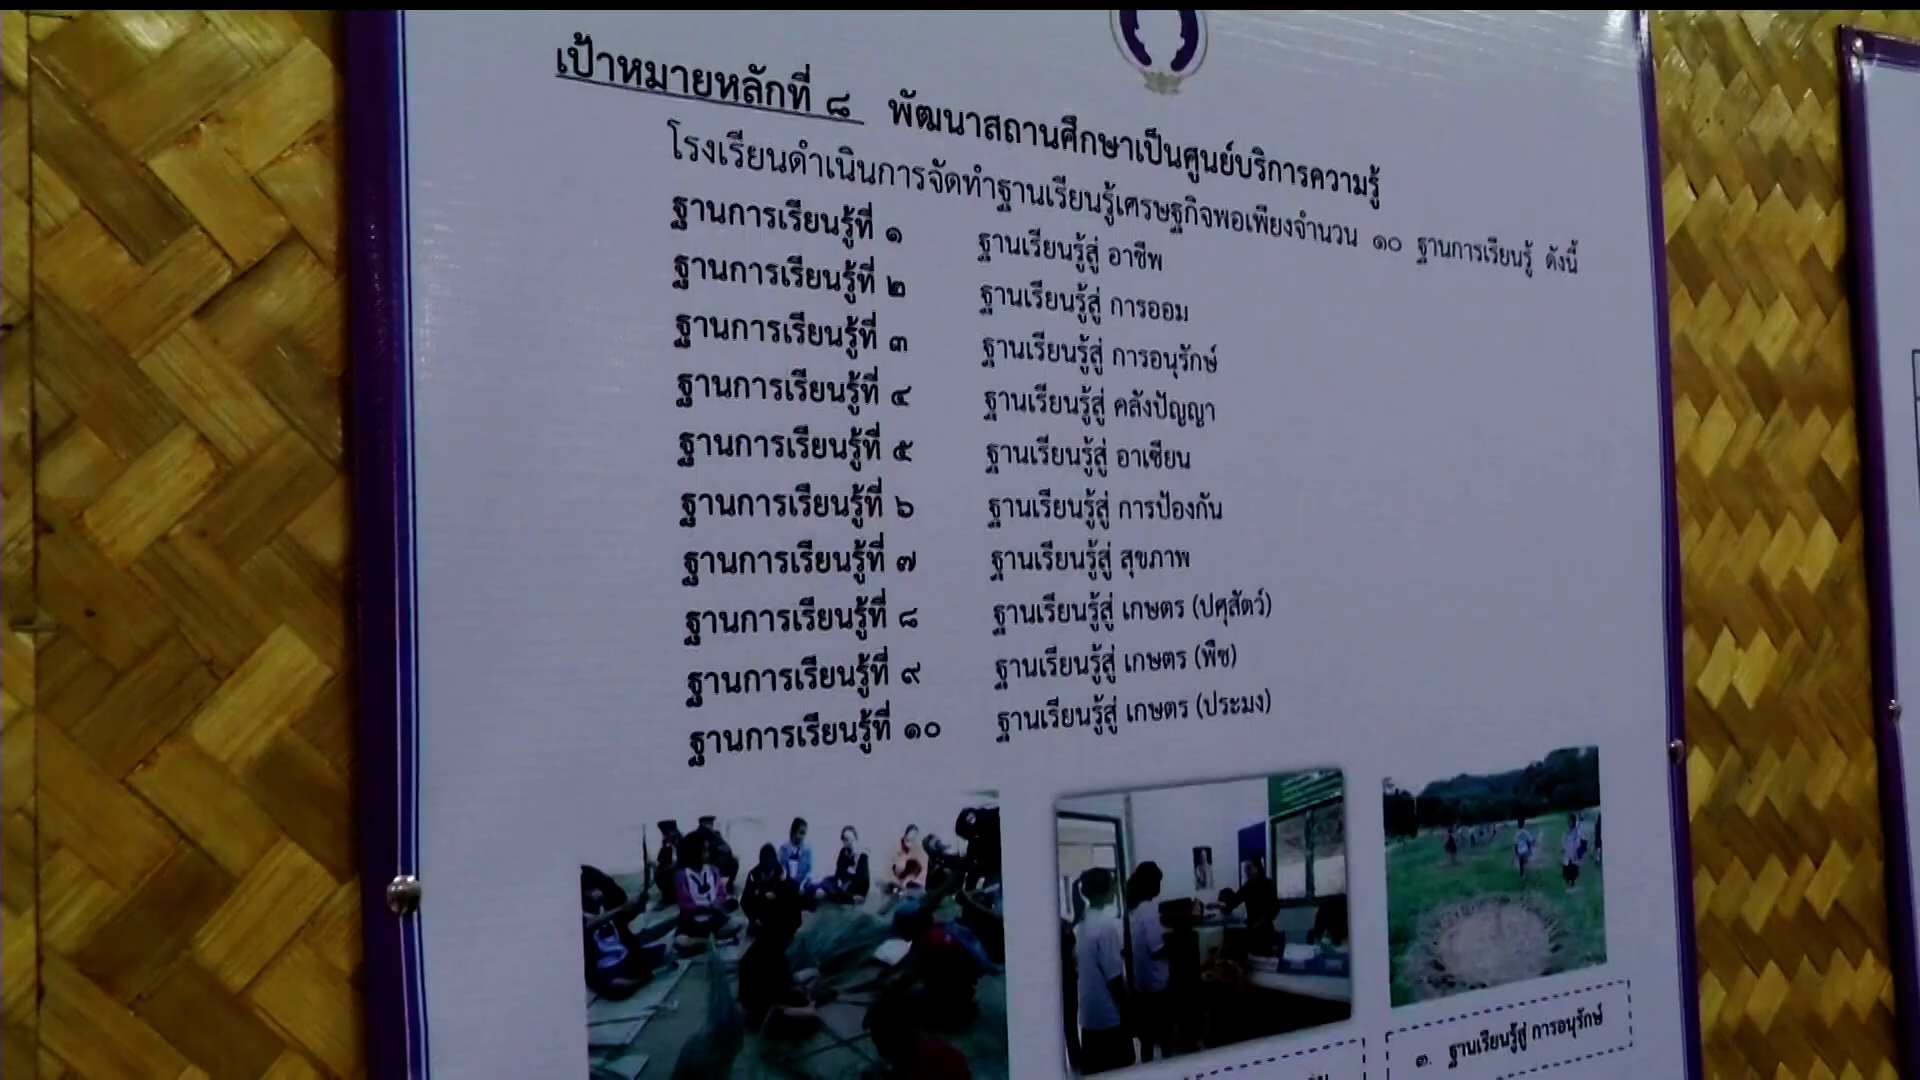 เป้าหมายหลักที่ ๘ พัฒนาสถานศึกษาเป็นศูนย์บริการความรู้
โรงเรียนดำเนินการจัดทำฐานเรียนรู้เศรษฐกิจพอเพียงจำนวน ๑๐ ฐานการเรียนรู้ ดังนี้
ฐานการเรียนรู้ที่ ๑ ฐานเรียนรู้สู่ อาชีพ
ฐานการเรียนรู้ที่ ๒ ฐานเรียนรู้สู่ การออม
ฐานการเรียนรู้ที่ ๓ ฐานเรียนรู้สู่ การอนุรักษ์
ฐานการเรียนรู้ที่ ๔ ฐานเรียนรู้สู่ คลังปัญญา
ฐานการเรียนรู้ที่ ๕ ฐานเรียนรู้สู่ อาเซียน
ฐานการเรียนรู้ที่ ๖ ฐานเรียนรู้สู่ การป้องกัน
ฐานการเรียนรู้ที่ ๗ ฐานเรียนรู้สู่ สุขภาพ
ฐานการเรียนรู้ที่ ๘ ฐานเรียนรู้สู่ เกษตร (ปศุสัตว์)
ฐานการเรียนรู้ที่ ๙ ฐานเรียนรู้สู่ เกษตร (พืช)
ฐานการเรียนรู้ที่ ๑๐ ฐานเรียนรู้สู่ เกษตร (ประมง)
๓. ฐานเรียนรู้สู่ การอนุรักษ์